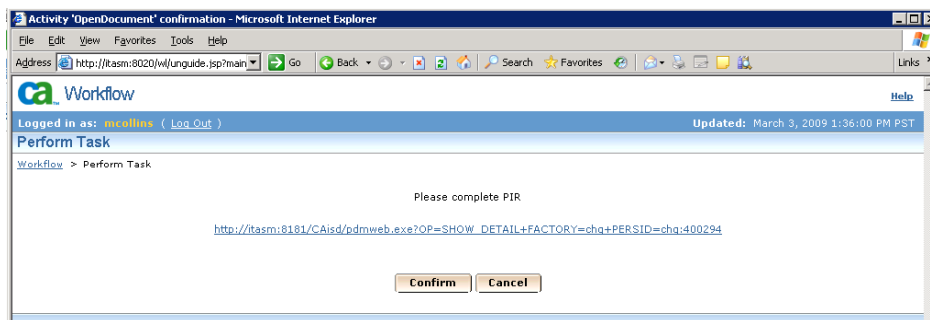 Activity 'OpenDocument' confirmation - Microsoft Internet Explorer
File Edit View Favorites Tools Help
Address http://itasm:8020/wl/unguide.jsp?main Go Back Search Favorites Links
ca Workflow
Help
Logged in as: mcollins ( Log Out ) Updated: March 3, 2009 1:36:00 PM PST
Perform Task
Workflow > Perform Task
Please complete PIR
http://itasm:8181/CAisd/pdmweb.exe?OP=SHOW_DETAIL+FACTORY=chg+PERSID=chg:400294
Confirm Cancel